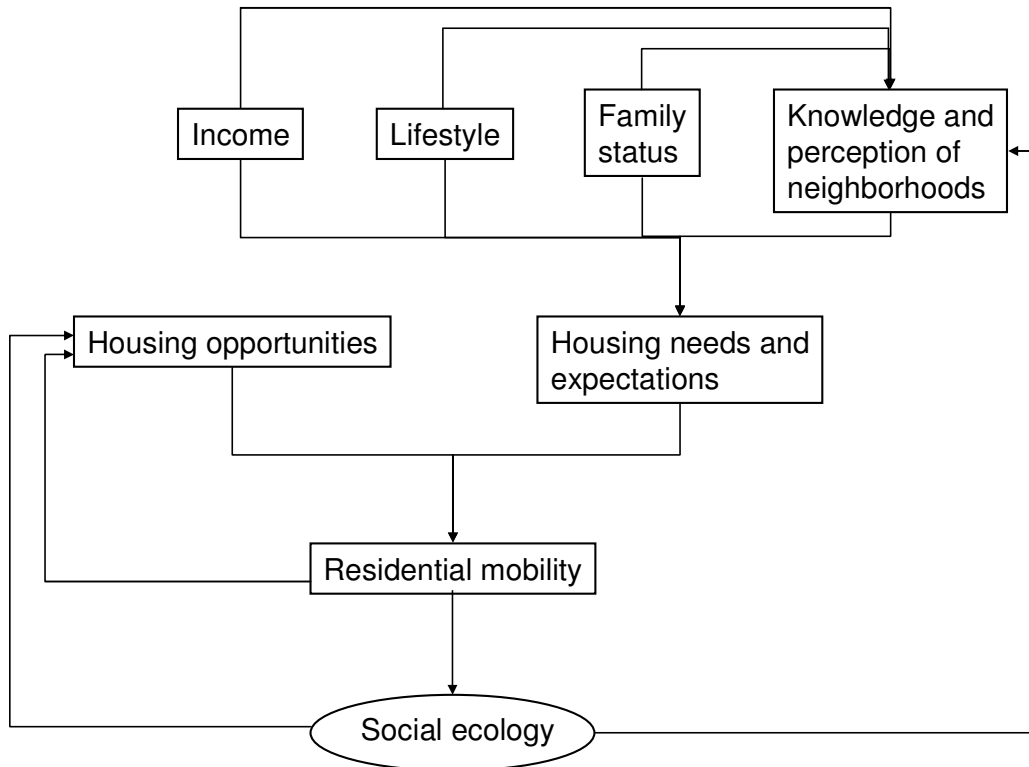 Income
Lifestyle
Family
status
Knowledge and
perception of
neighborhoods
Housing opportunities
Housing needs and
expectations
Residential mobility
Social ecology